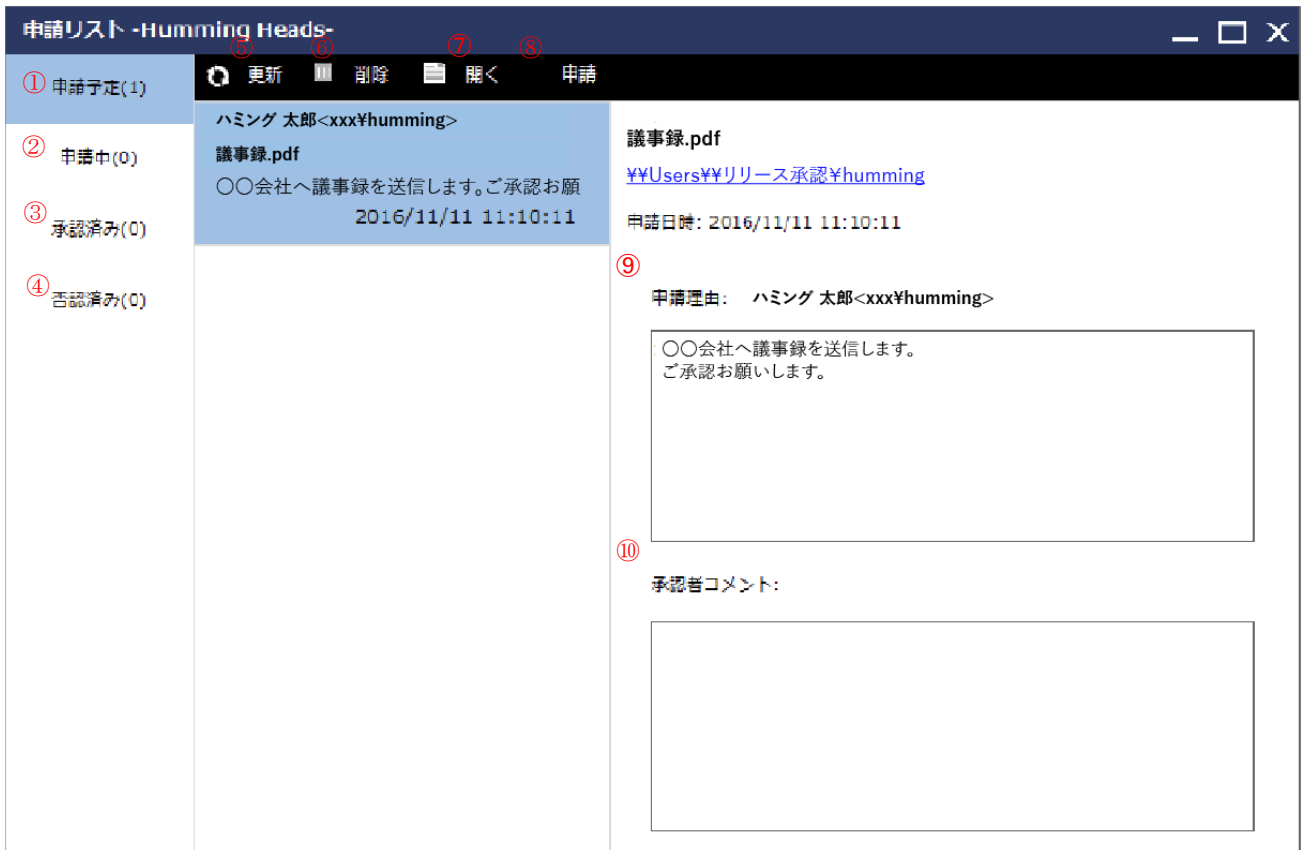 申請リスト -Humming Heads-
⑤ ⑥ ⑦ ⑧
更新 削除 開く 申請
① 申請予定(1)
② 申請中(0)
③ 承認済み(0)
④ 否認済み(0)
ハミング 太郎<xxx¥humming>
議事録.pdf
〇〇会社へ議事録を送信します。ご承認お願
2016/11/11 11:10:11
議事録.pdf
¥¥Users¥¥リリース承認¥humming
申請日時: 2016/11/11 11:10:11
⑨
申請理由: ハミング 太郎<xxx¥humming>
〇〇会社へ議事録を送信します。
ご承認お願いします。
⑩
承認者コメント: